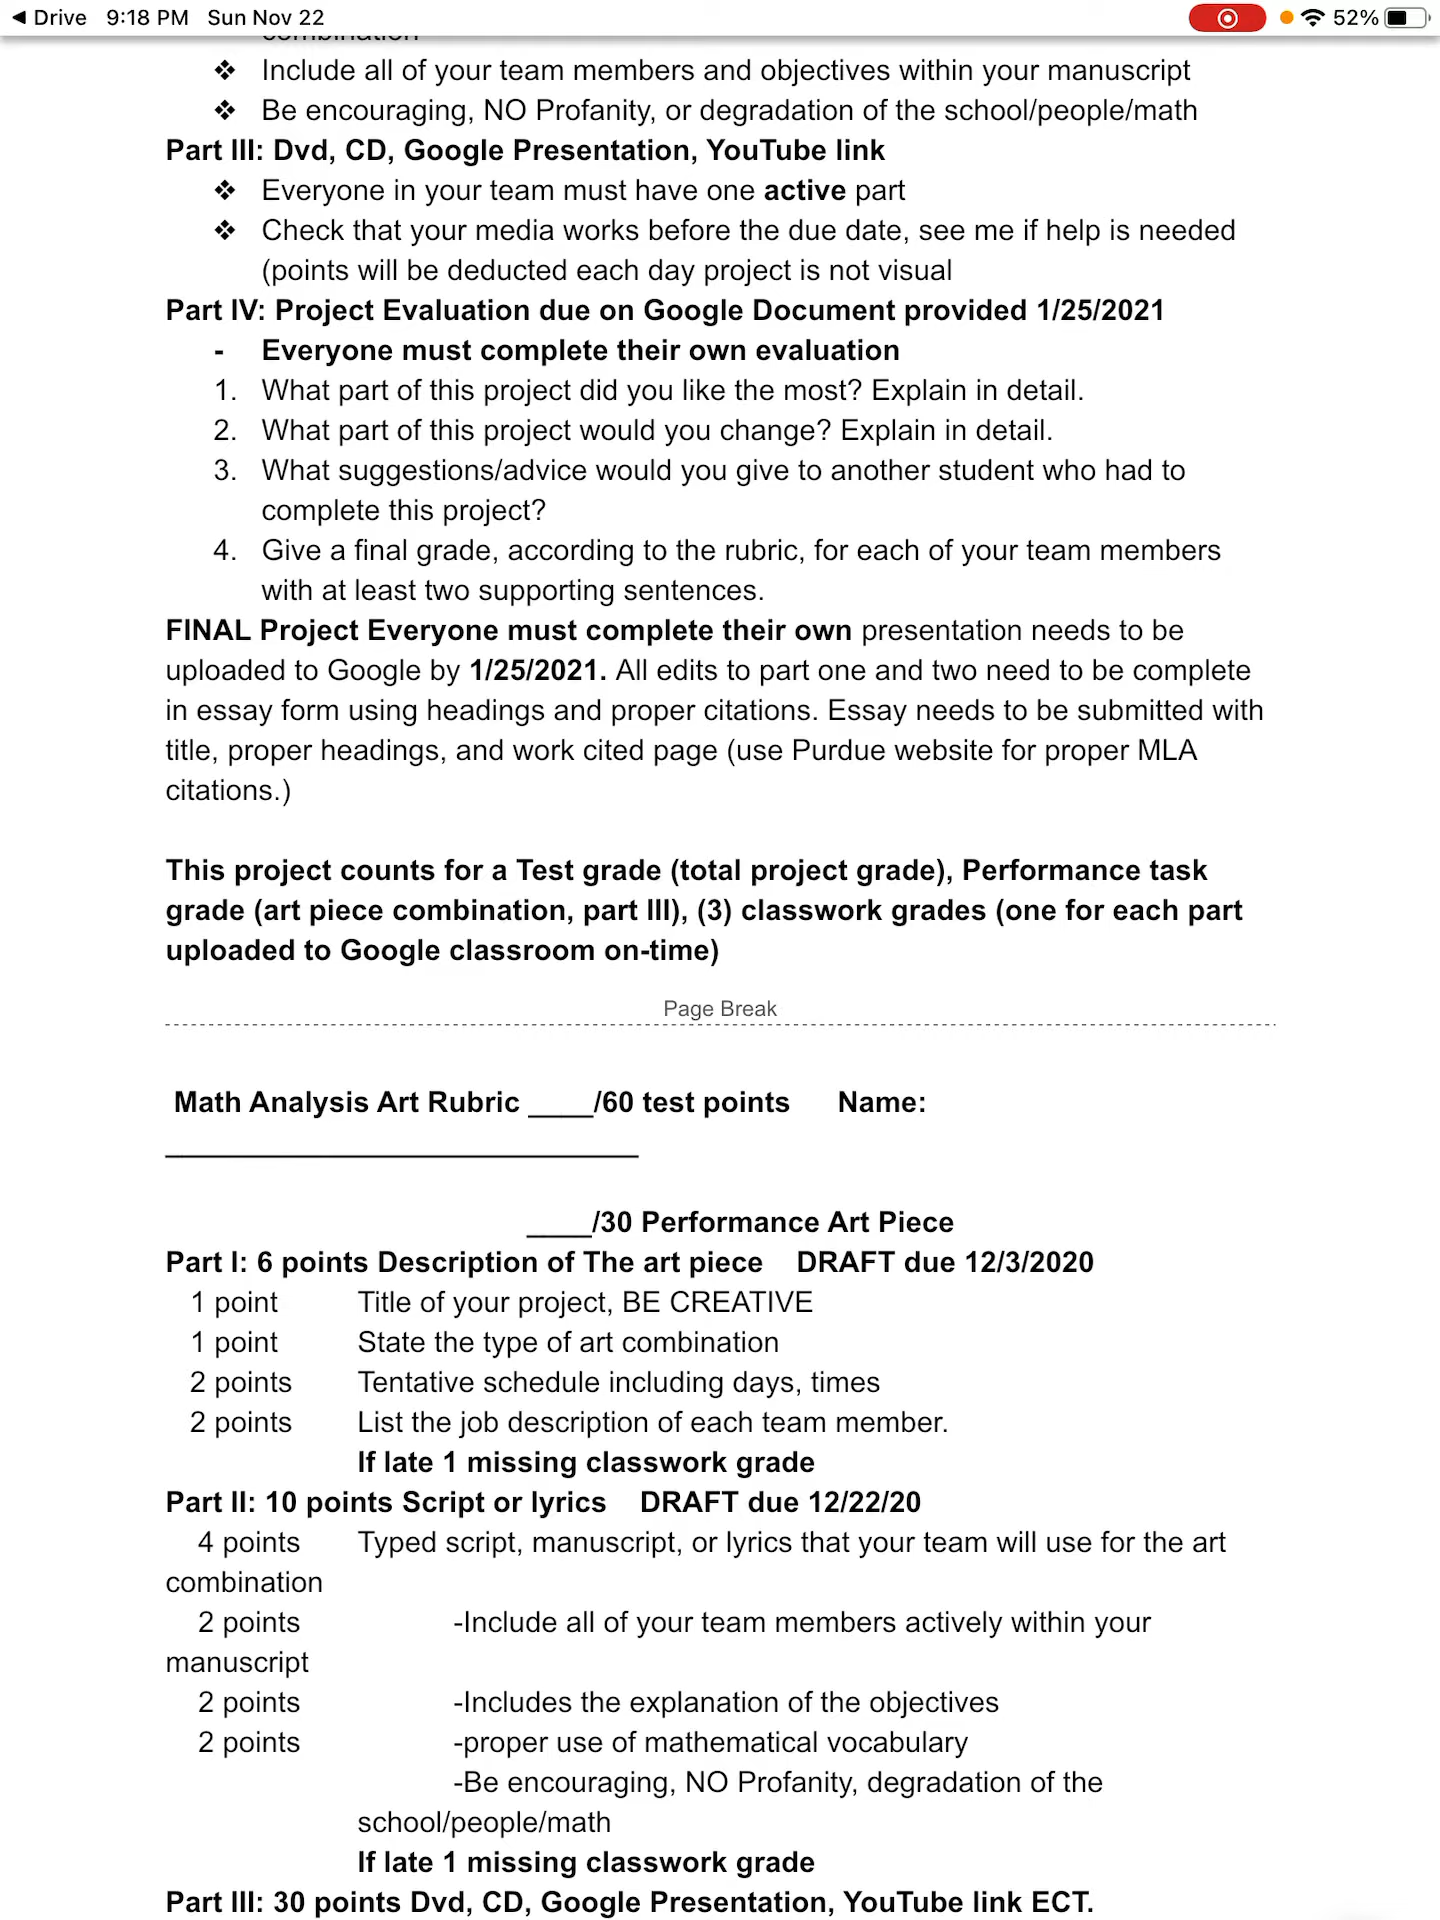 ◀ Drive 9:18 PM Sun Nov 22 52%
combination
❖ Include all of your team members and objectives within your manuscript
❖ Be encouraging, NO Profanity, or degradation of the school/people/math
Part III: Dvd, CD, Google Presentation, YouTube link
❖ Everyone in your team must have one active part
❖ Check that your media works before the due date, see me if help is needed
(points will be deducted each day project is not visual
Part IV: Project Evaluation due on Google Document provided 1/25/2021
- Everyone must complete their own evaluation
1. What part of this project did you like the most? Explain in detail.
2. What part of this project would you change? Explain in detail.
3. What suggestions/advice would you give to another student who had to
complete this project?
4. Give a final grade, according to the rubric, for each of your team members
with at least two supporting sentences.
FINAL Project Everyone must complete their own presentation needs to be
uploaded to Google by 1/25/2021. All edits to part one and two need to be complete
in essay form using headings and proper citations. Essay needs to be submitted with
title, proper headings, and work cited page (use Purdue website for proper MLA
citations.)
This project counts for a Test grade (total project grade), Performance task
grade (art piece combination, part III), (3) classwork grades (one for each part
uploaded to Google classroom on-time)
Page Break
Math Analysis Art Rubric ____/60 test points Name:
_____________________________
____/30 Performance Art Piece
Part I: 6 points Description of The art piece DRAFT due 12/3/2020
1 point Title of your project, BE CREATIVE
1 point State the type of art combination
2 points Tentative schedule including days, times
2 points List the job description of each team member.
If late 1 missing classwork grade
Part II: 10 points Script or lyrics DRAFT due 12/22/20
4 points Typed script, manuscript, or lyrics that your team will use for the art
combination
2 points -Include all of your team members actively within your
manuscript
2 points -Includes the explanation of the objectives
2 points -proper use of mathematical vocabulary
-Be encouraging, NO Profanity, degradation of the
school/people/math
If late 1 missing classwork grade
Part III: 30 points Dvd, CD, Google Presentation, YouTube link ECT.